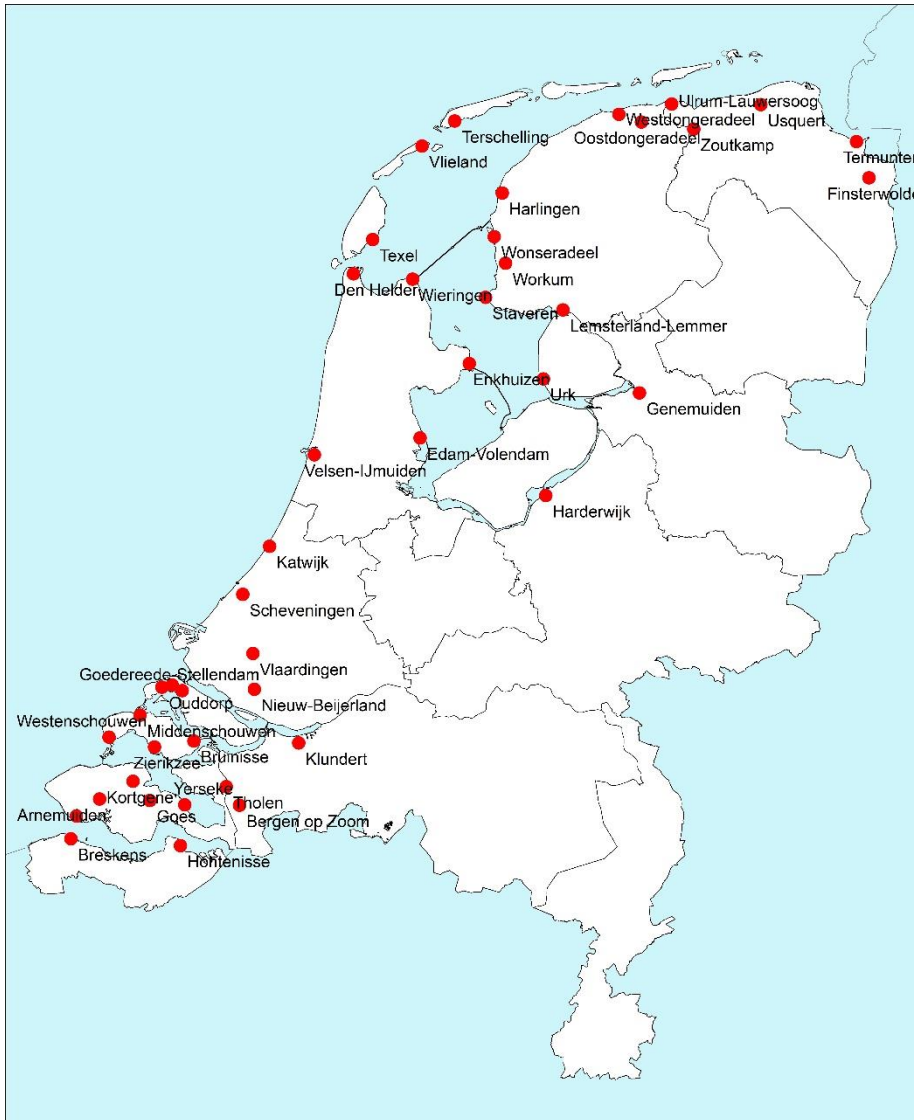 Ulrum-Lauwersoog
Westdongeradeel
Usquert
Terschelling
Oostdongeradeel
Zoutkamp
Vlieland
Termunten
Finsterwolde
Harlingen
Texel
Wonseradeel
Workum
Den Helder
Wieringen
Staveren
Lemsterland-Lemmer
Enkhuizen
Urk
Genemuiden
Edam-Volendam
Velsen-IJmuiden
Harderwijk
Katwijk
Scheveningen
Vlaardingen
Goedereede-Stellendam
Ouddorp
Nieuw-Beijerland
Westenschouwen
Middenschouwen
Bruinisse
Klundert
Zierikzee
Yerseke
Kortgene
Tholen
Arnemuiden
Goes
Bergen op Zoom
Breskens
Hontenisse